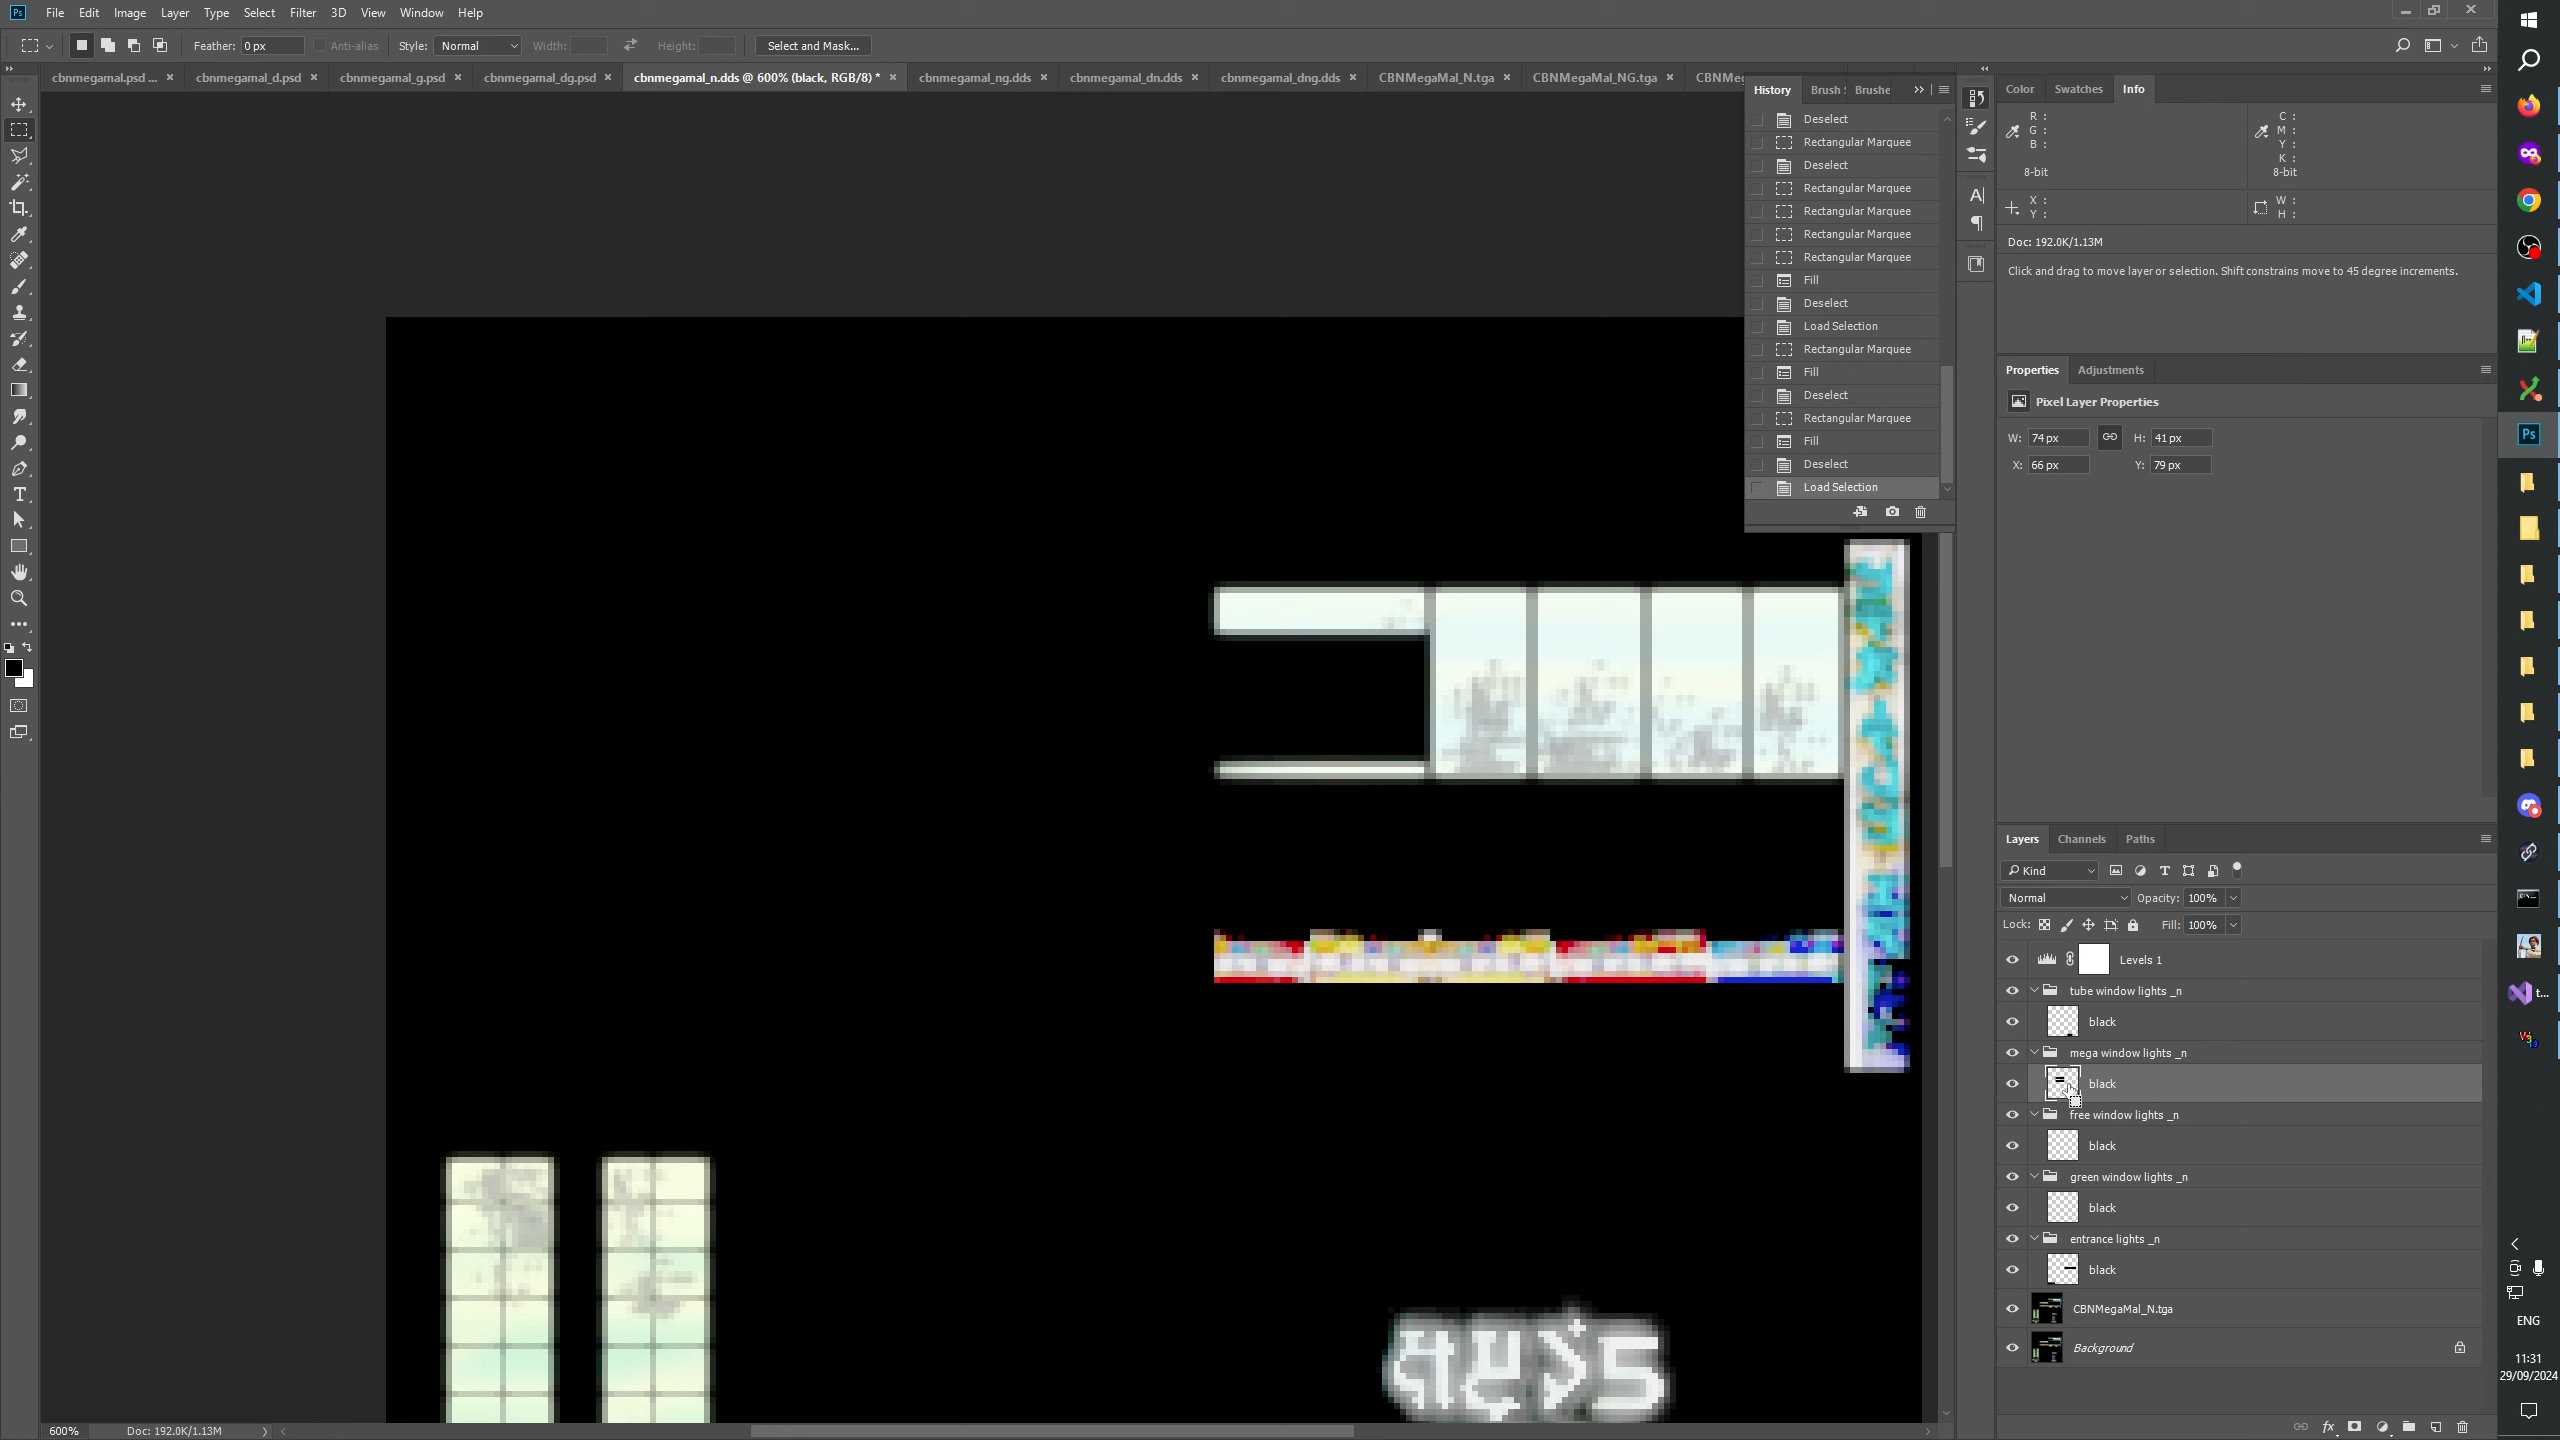 File Edit Image Layer Type Select Filter 3D View Window Help
Feather: 0 px Anti-alias Style: Normal Width: Height: Select and Mask...
cbnmegamal.psd ... × cbnmegamal_d.psd × cbnmegamal_g.psd × cbnmegamal_dg.psd × cbnmegamal_n.dds @ 600% (black, RGB/8) * × cbnmegamal_ng.dds × cbnmegamal_dn.dds × cbnmegamal_dng.dds × CBNMegaMal_N.tga × CBNMegaMal_NG.tga × CBNMeg
History Brush Brushe
Deselect
Rectangular Marquee
Deselect
Rectangular Marquee
Rectangular Marquee
Rectangular Marquee
Rectangular Marquee
Fill
Deselect
Load Selection
Rectangular Marquee
Fill
Deselect
Rectangular Marquee
Fill
Deselect
Load Selection
Color Swatches Info
R : C :
G : M :
B : Y :
K :
8-bit 8-bit
X : W :
Y : H :
Doc: 192.0K/1.13M
Click and drag to move layer or selection. Shift constrains move to 45 degree increments.
Properties Adjustments
Pixel Layer Properties
W: 74 px H: 41 px
X: 66 px Y: 79 px
Layers Channels Paths
Kind
Normal Opacity: 100%
Lock: Fill: 100%
Levels 1
tube window lights _n
black
mega window lights _n
black
free window lights _n
black
green window lights _n
black
entrance lights _n
black
CBNMegaMal_N.tga
Background
600% Doc: 192.0K/1.13M
Ps
t...
ENG
11:31
29/09/2024